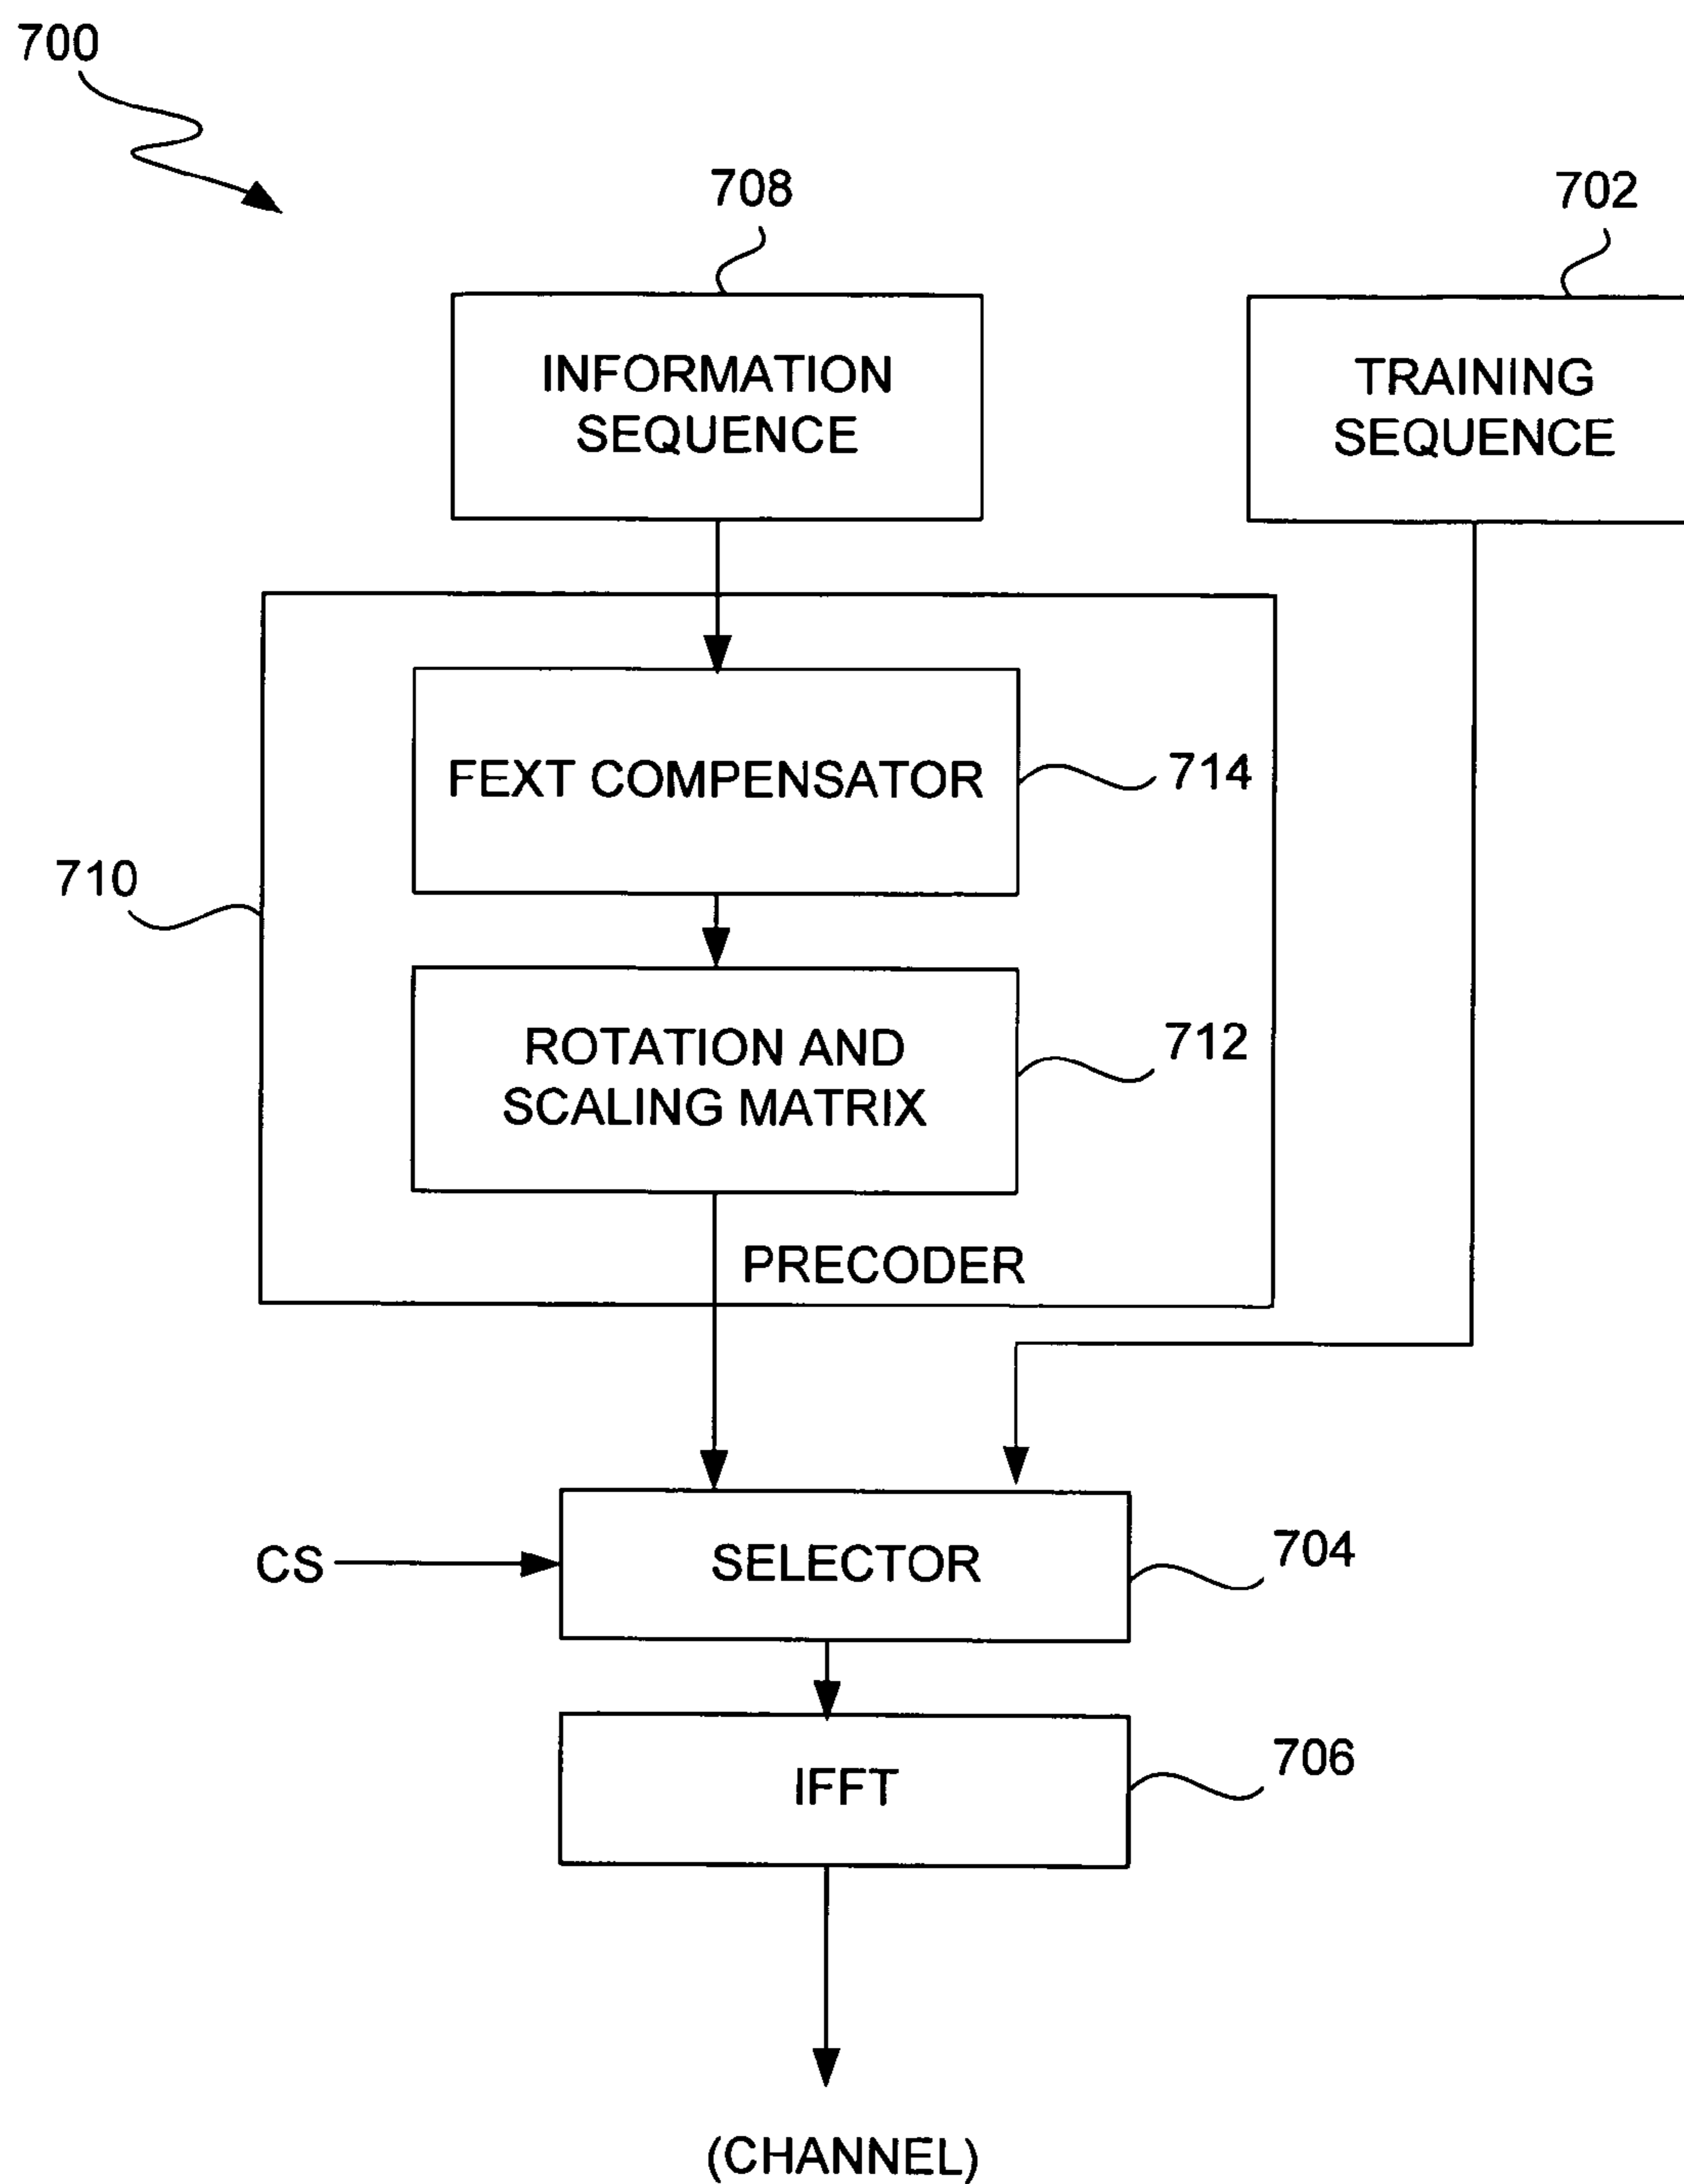 700
708
702
INFORMATION
SEQUENCE
TRAINING
SEQUENCE
FEXT COMPENSATOR
714
710
ROTATION AND
SCALING MATRIX
712
PRECODER
CS
SELECTOR
704
IFFT
706
(CHANNEL)